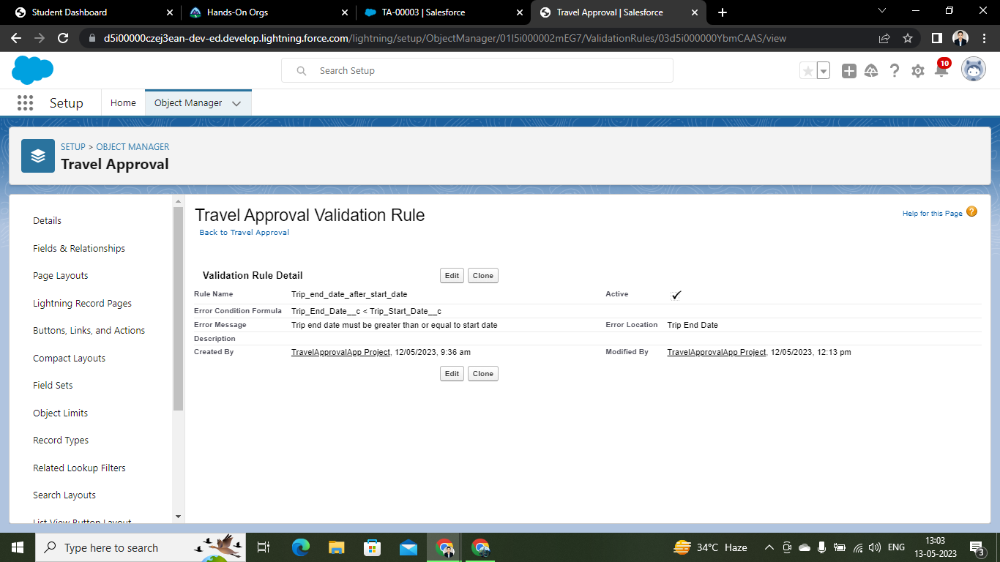 Student Dashboard
Hands-On Orgs
TA-00003 | Salesforce
Travel Approval | Salesforce
d5i00000czej3ean-dev-ed.develop.lightning.force.com/lightning/setup/ObjectManager/01I5i000002mEG7/ValidationRules/03d5i000000YbmCAAS/view
Search Setup
10
Setup
Home
Object Manager
SETUP > OBJECT MANAGER
Travel Approval
Details
Fields & Relationships
Page Layouts
Lightning Record Pages
Buttons, Links, and Actions
Compact Layouts
Field Sets
Object Limits
Record Types
Related Lookup Filters
Search Layouts
List View Button Layout
Travel Approval Validation Rule
Help for this Page
Back to Travel Approval
Validation Rule Detail
Edit
Clone
Rule Name Trip_end_date_after_start_date Active
Error Condition Formula Trip_End_Date__c < Trip_Start_Date__c
Error Message Trip end date must be greater than or equal to start date Error Location Trip End Date
Description
Created By TravelApprovalApp Project, 12/05/2023, 9:36 am Modified By TravelApprovalApp Project, 12/05/2023, 12:13 pm
Edit
Clone
Type here to search
34°C Haze
ENG
13:03
13-05-2023
3